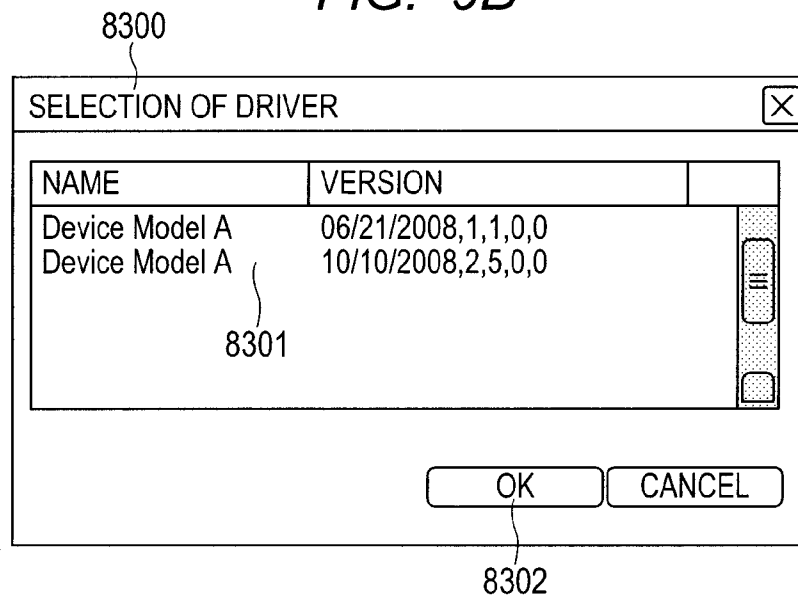 8300
SELECTION OF DRIVER
NAME VERSION
Device Model A 06/21/2008,1,1,0,0
Device Model A 10/10/2008,2,5,0,0
8301
OK CANCEL
8302